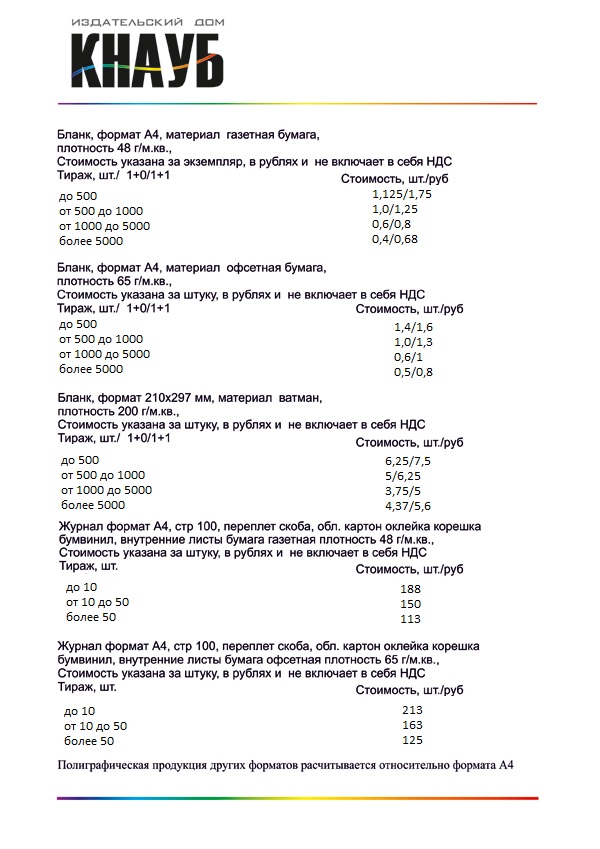 ИЗДАТЕЛЬСКИЙ ДОМ
КНАУБ
Бланк, формат А4, материал газетная бумага,
плотность 48 г/м.кв.,
Стоимость указана за экземпляр, в рублях и не включает в себя НДС
Тираж, шт./ 1+0/1+1 Стоимость, шт./руб
до 500 1,125/1,75
от 500 до 1000 1,0/1,25
от 1000 до 5000 0,6/0,8
более 5000 0,4/0,68
Бланк, формат А4, материал офсетная бумага,
плотность 65 г/м.кв.,
Стоимость указана за штуку, в рублях и не включает в себя НДС
Тираж, шт./ 1+0/1+1 Стоимость, шт./руб
до 500 1,4/1,6
от 500 до 1000 1,0/1,3
от 1000 до 5000 0,6/1
более 5000 0,5/0,8
Бланк, формат 210х297 мм, материал ватман,
плотность 200 г/м.кв.,
Стоимость указана за штуку, в рублях и не включает в себя НДС
Тираж, шт./ 1+0/1+1 Стоимость, шт./руб
до 500 6,25/7,5
от 500 до 1000 5/6,25
от 1000 до 5000 3,75/5
более 5000 4,37/5,6
Журнал формат А4, стр 100, переплет скоба, обл. картон оклейка корешка
бумвинил, внутренние листы бумага газетная плотность 48 г/м.кв.,
Стоимость указана за штуку, в рублях и не включает в себя НДС
Тираж, шт. Стоимость, шт./руб
до 10 188
от 10 до 50 150
более 50 113
Журнал формат А4, стр 100, переплет скоба, обл. картон оклейка корешка
бумвинил, внутренние листы бумага офсетная плотность 65 г/м.кв.,
Стоимость указана за штуку, в рублях и не включает в себя НДС
Тираж, шт. Стоимость, шт./руб
до 10 213
от 10 до 50 163
более 50 125
Полиграфическая продукция других форматов расчитывается относительно формата А4